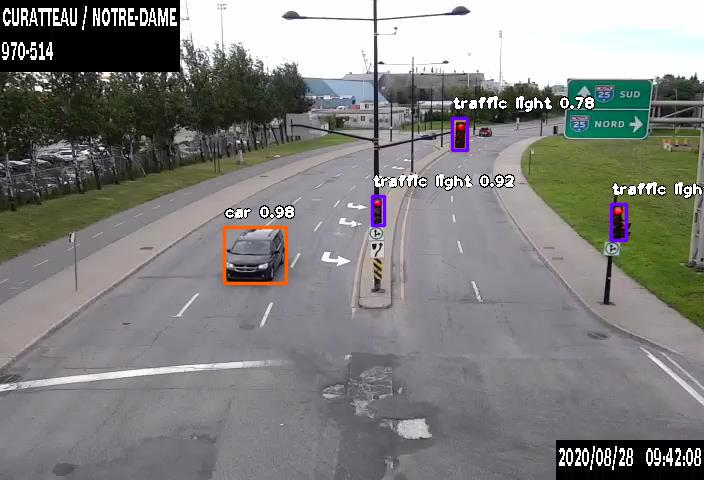 CURATTEAU / NOTRE-DAME
970-514
traffic light 0.78
25 SUD
25 NORD
traffic light 0.92
traffic ligh
car 0.98
2020/08/28 09:42:08